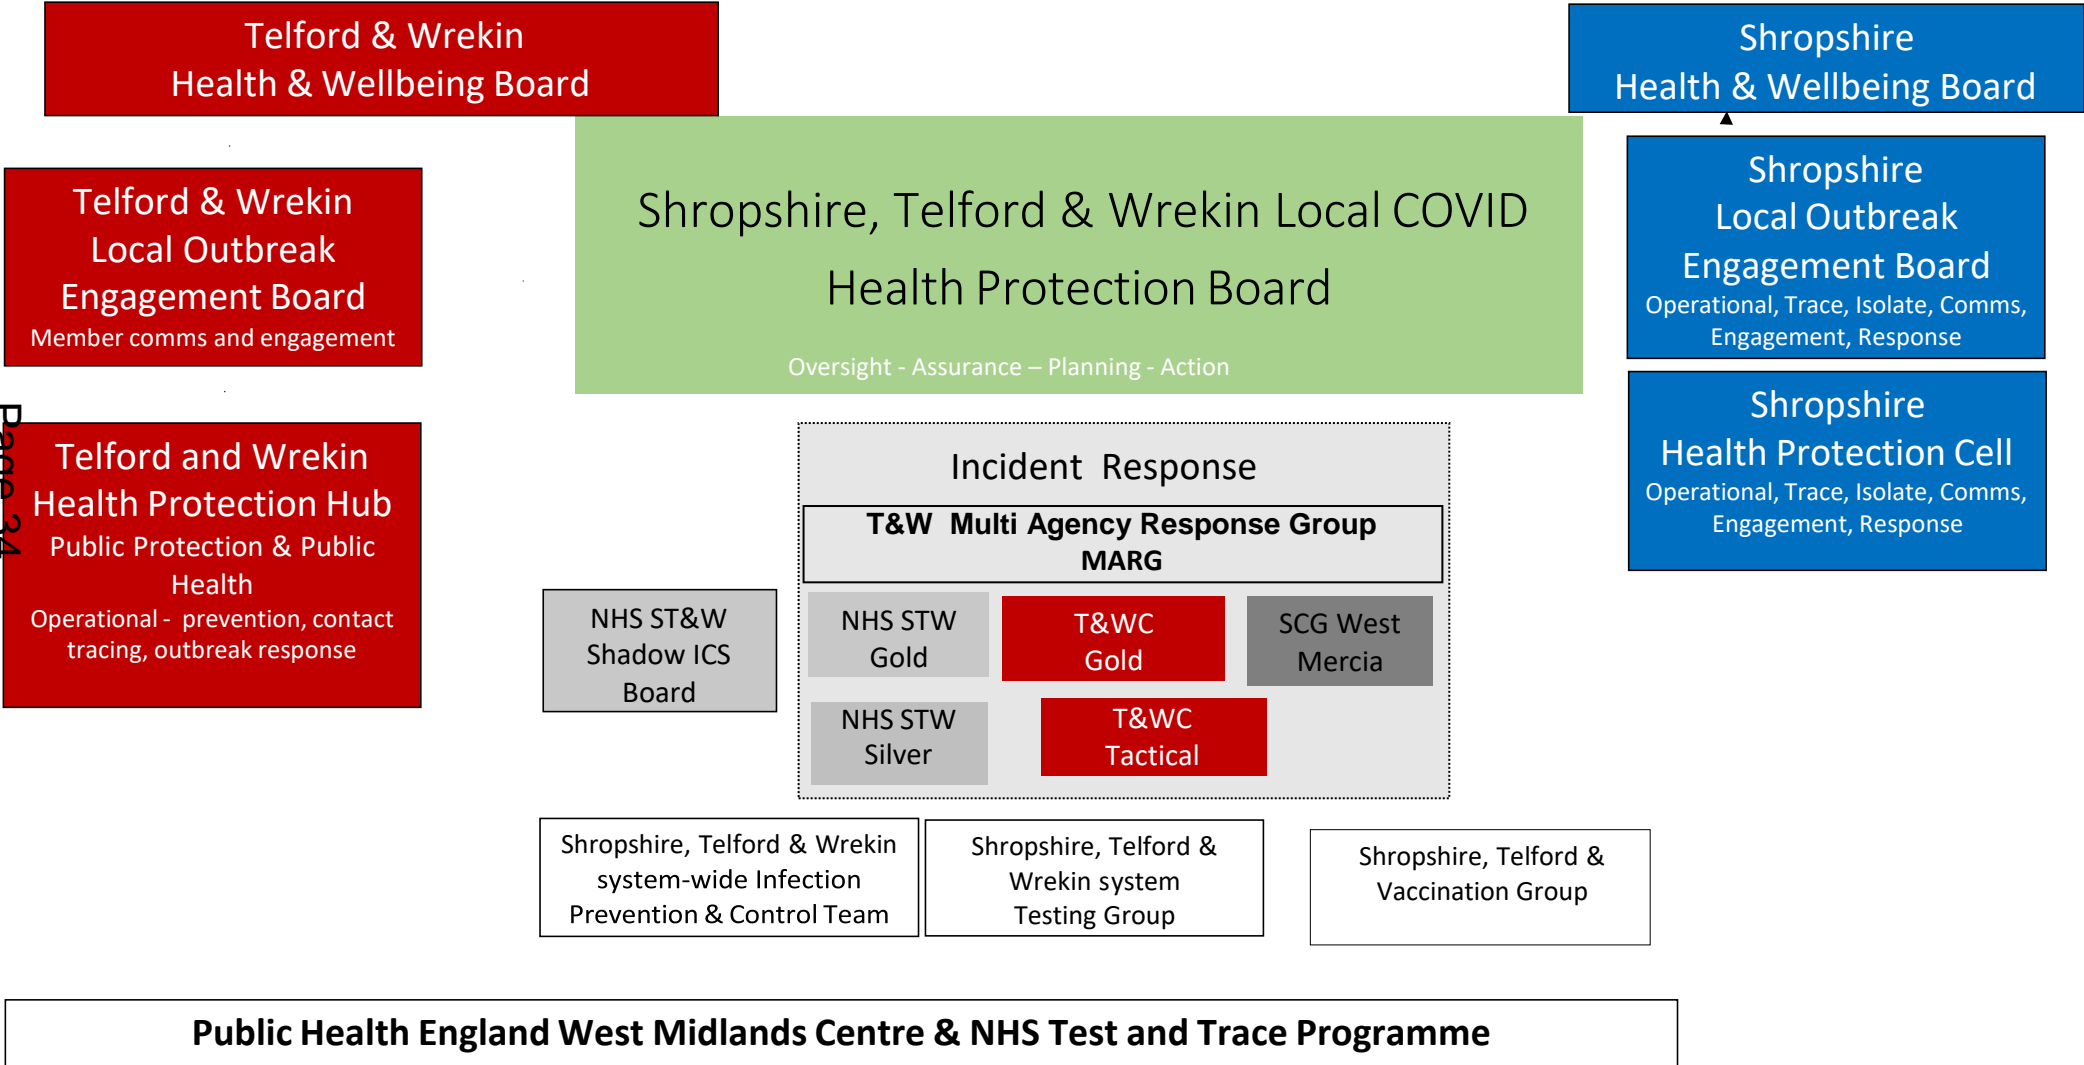 Telford & Wrekin
Health & Wellbeing Board
Shropshire
Health & Wellbeing Board
Telford & Wrekin
Local Outbreak
Engagement Board
Member comms and engagement
Shropshire, Telford & Wrekin Local COVID
Health Protection Board
Oversight - Assurance – Planning - Action
Shropshire
Local Outbreak
Engagement Board
Operational, Trace, Isolate, Comms,
Engagement, Response
Page 34
Telford and Wrekin
Health Protection Hub
Public Protection & Public
Health
Operational - prevention, contact
tracing, outbreak response
Shropshire
Health Protection Cell
Operational, Trace, Isolate, Comms,
Engagement, Response
Incident Response
T&W Multi Agency Response Group
MARG
NHS ST&W
Shadow ICS
Board
NHS STW
Gold
T&WC
Gold
SCG West
Mercia
NHS STW
Silver
T&WC
Tactical
Shropshire, Telford & Wrekin
system-wide Infection
Prevention & Control Team
Shropshire, Telford &
Wrekin system
Testing Group
Shropshire, Telford &
Vaccination Group
Public Health England West Midlands Centre & NHS Test and Trace Programme